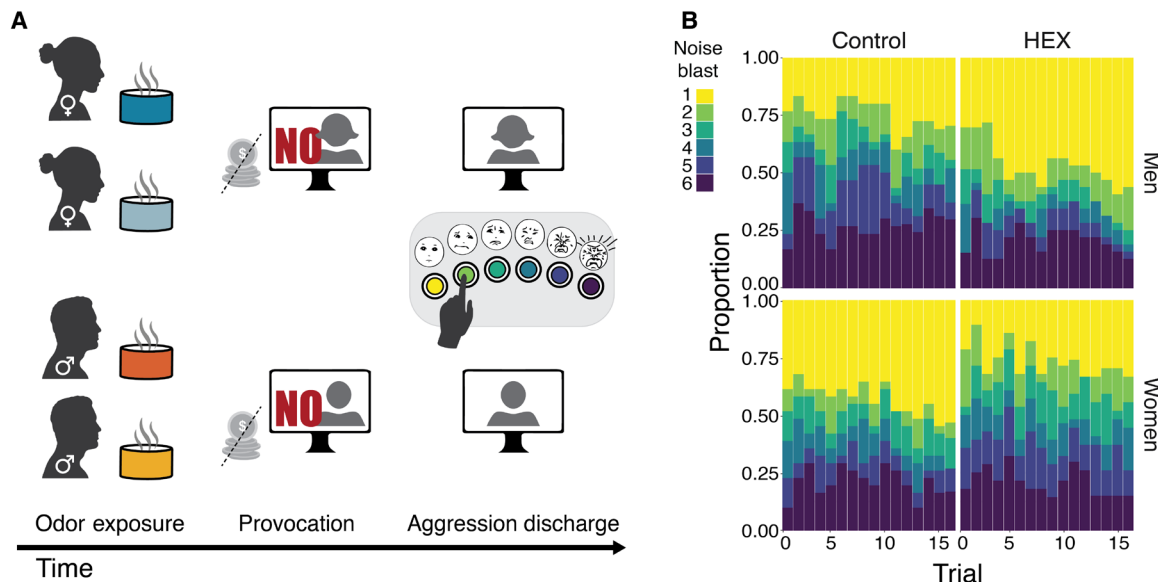 A
♀
♀
$
NO
♂
♂
$
NO
Odor exposure
Provocation
Aggression discharge
Time
B
Noise
blast
1
2
3
4
5
6
Control
HEX
Proportion
1.00
0.75
0.50
0.25
0.00
Men
1.00
0.75
0.50
0.25
0.00
Women
0
5
10
15
0
5
10
15
Trial